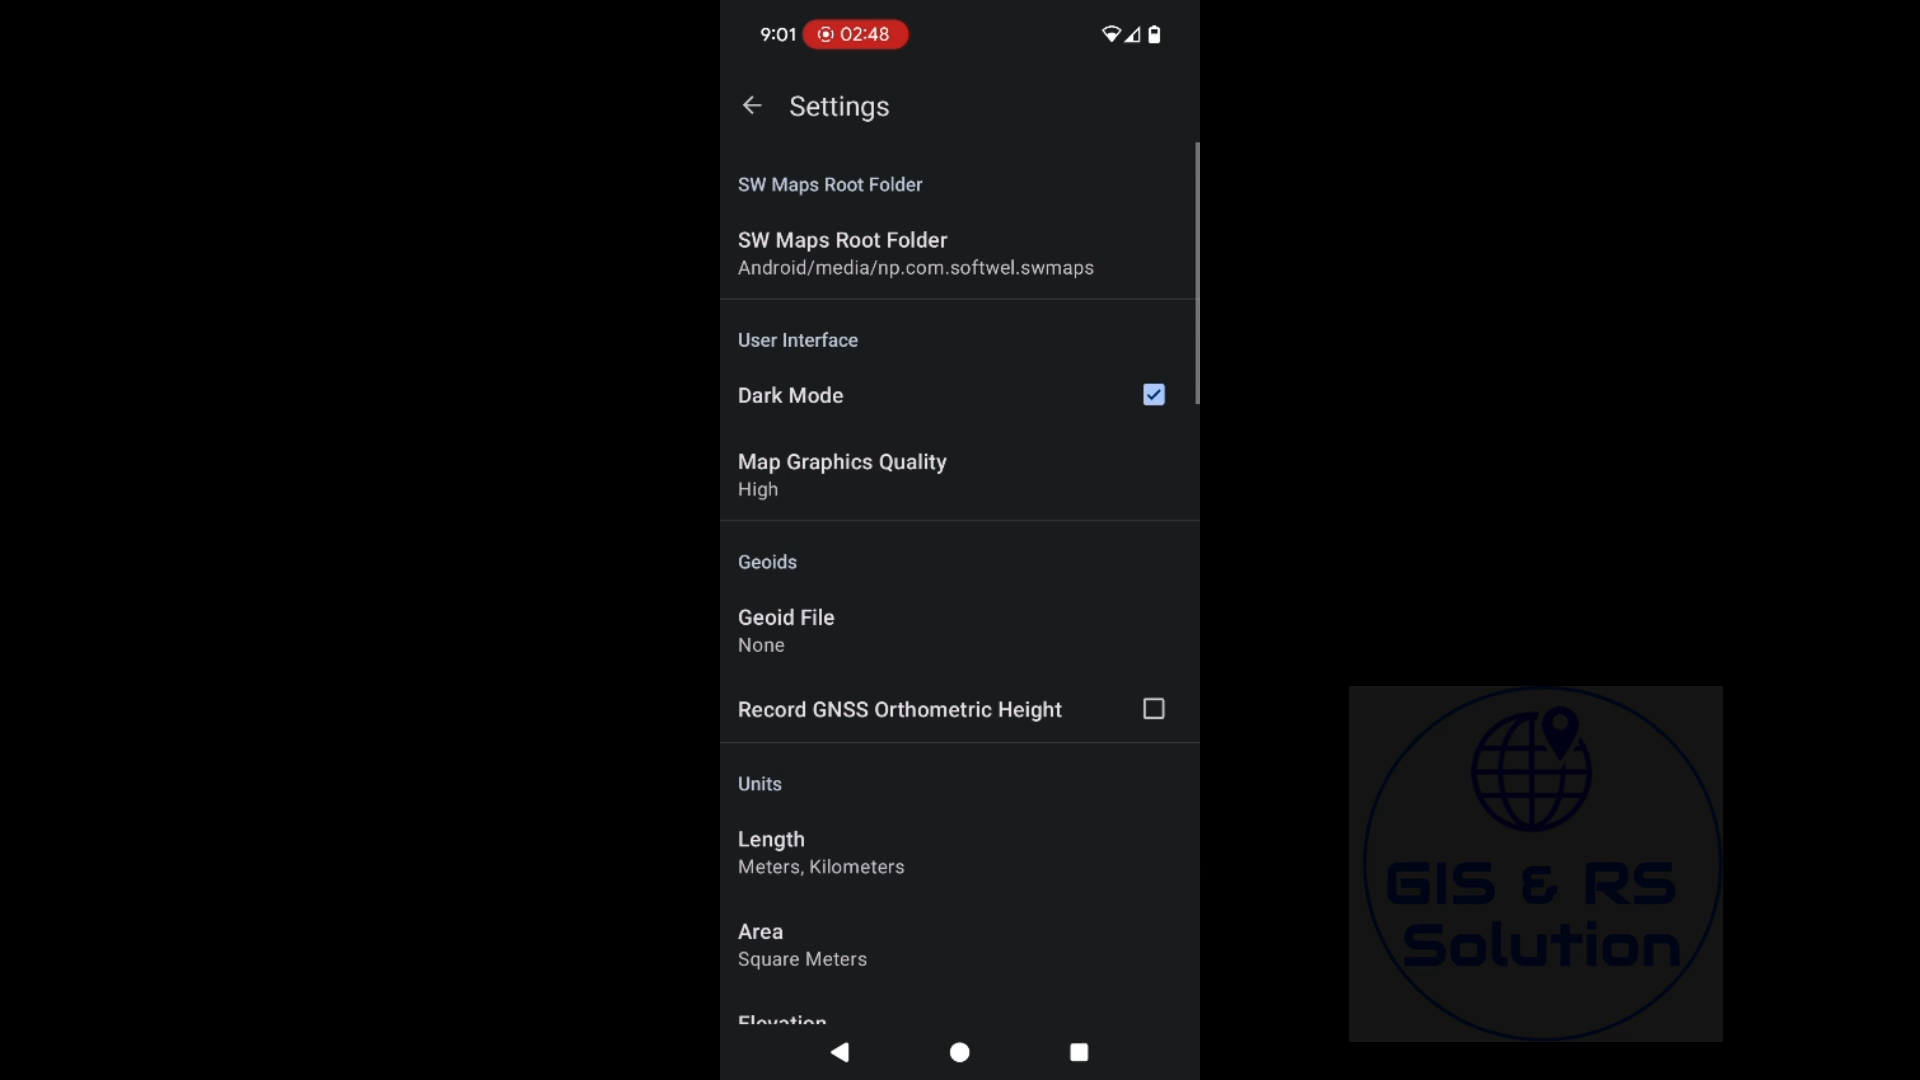 9:01 02:48
Settings
SW Maps Root Folder
SW Maps Root Folder
Android/media/np.com.softwel.swmaps
User Interface
Dark Mode
Map Graphics Quality
High
Geoids
Geoid File
None
Record GNSS Orthometric Height
Units
Length
Meters, Kilometers
Area
Square Meters
Elevation
GIS & RS
Solution